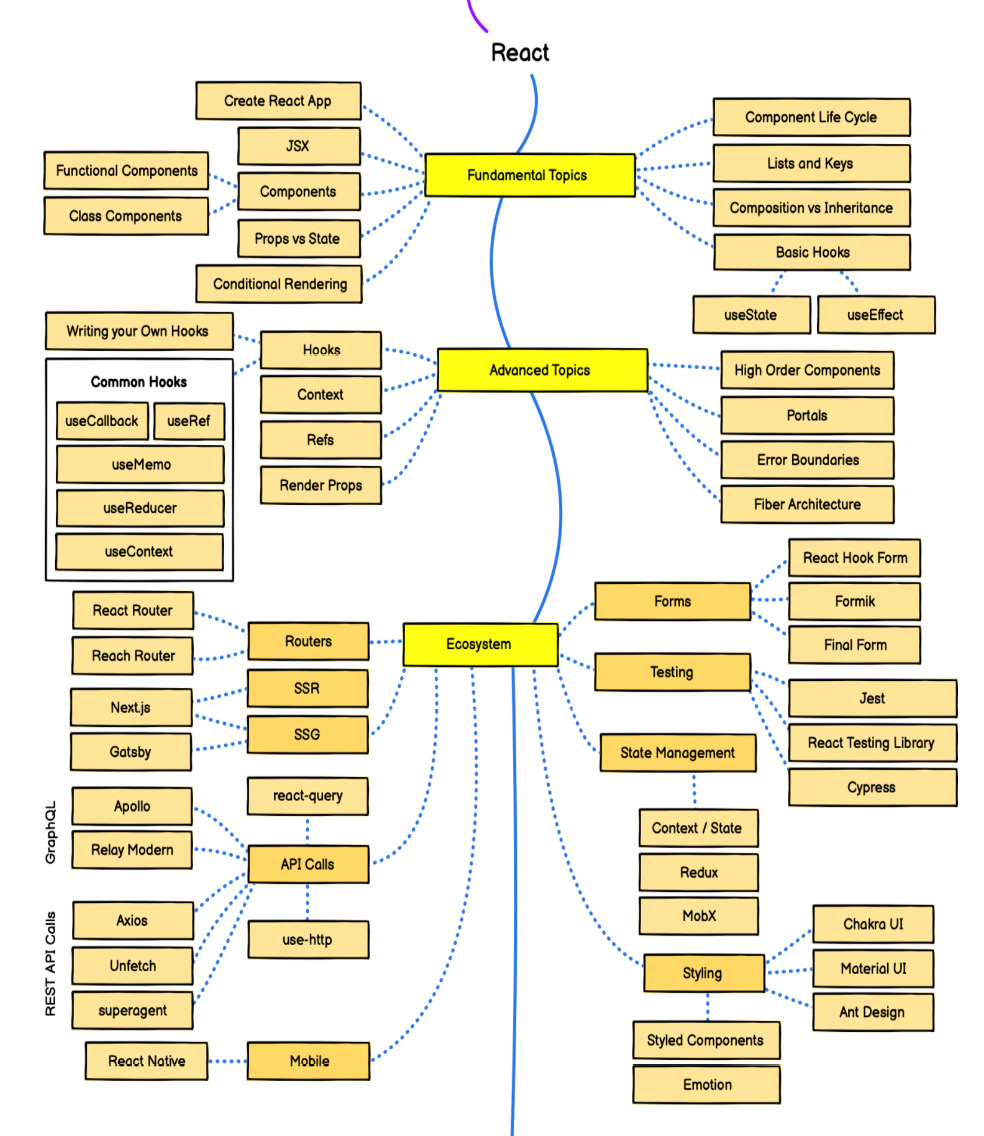 React
Fundamental Topics
Create React App
JSX
Components
Functional Components
Class Components
Props vs State
Conditional Rendering
Component Life Cycle
Lists and Keys
Composition vs Inheritance
Basic Hooks
useState
useEffect
Advanced Topics
Hooks
Writing your Own Hooks
Common Hooks
useCallback
useRef
useMemo
useReducer
useContext
Context
Refs
Render Props
High Order Components
Portals
Error Boundaries
Fiber Architecture
Ecosystem
Routers
React Router
Reach Router
SSR
SSG
Next.js
Gatsby
react-query
API Calls
use-http
GraphQL
Apollo
Relay Modern
REST API Calls
Axios
Unfetch
superagent
Mobile
React Native
Forms
React Hook Form
Formik
Final Form
Testing
Jest
React Testing Library
Cypress
State Management
Context / State
Redux
MobX
Styling
Chakra UI
Material UI
Ant Design
Styled Components
Emotion